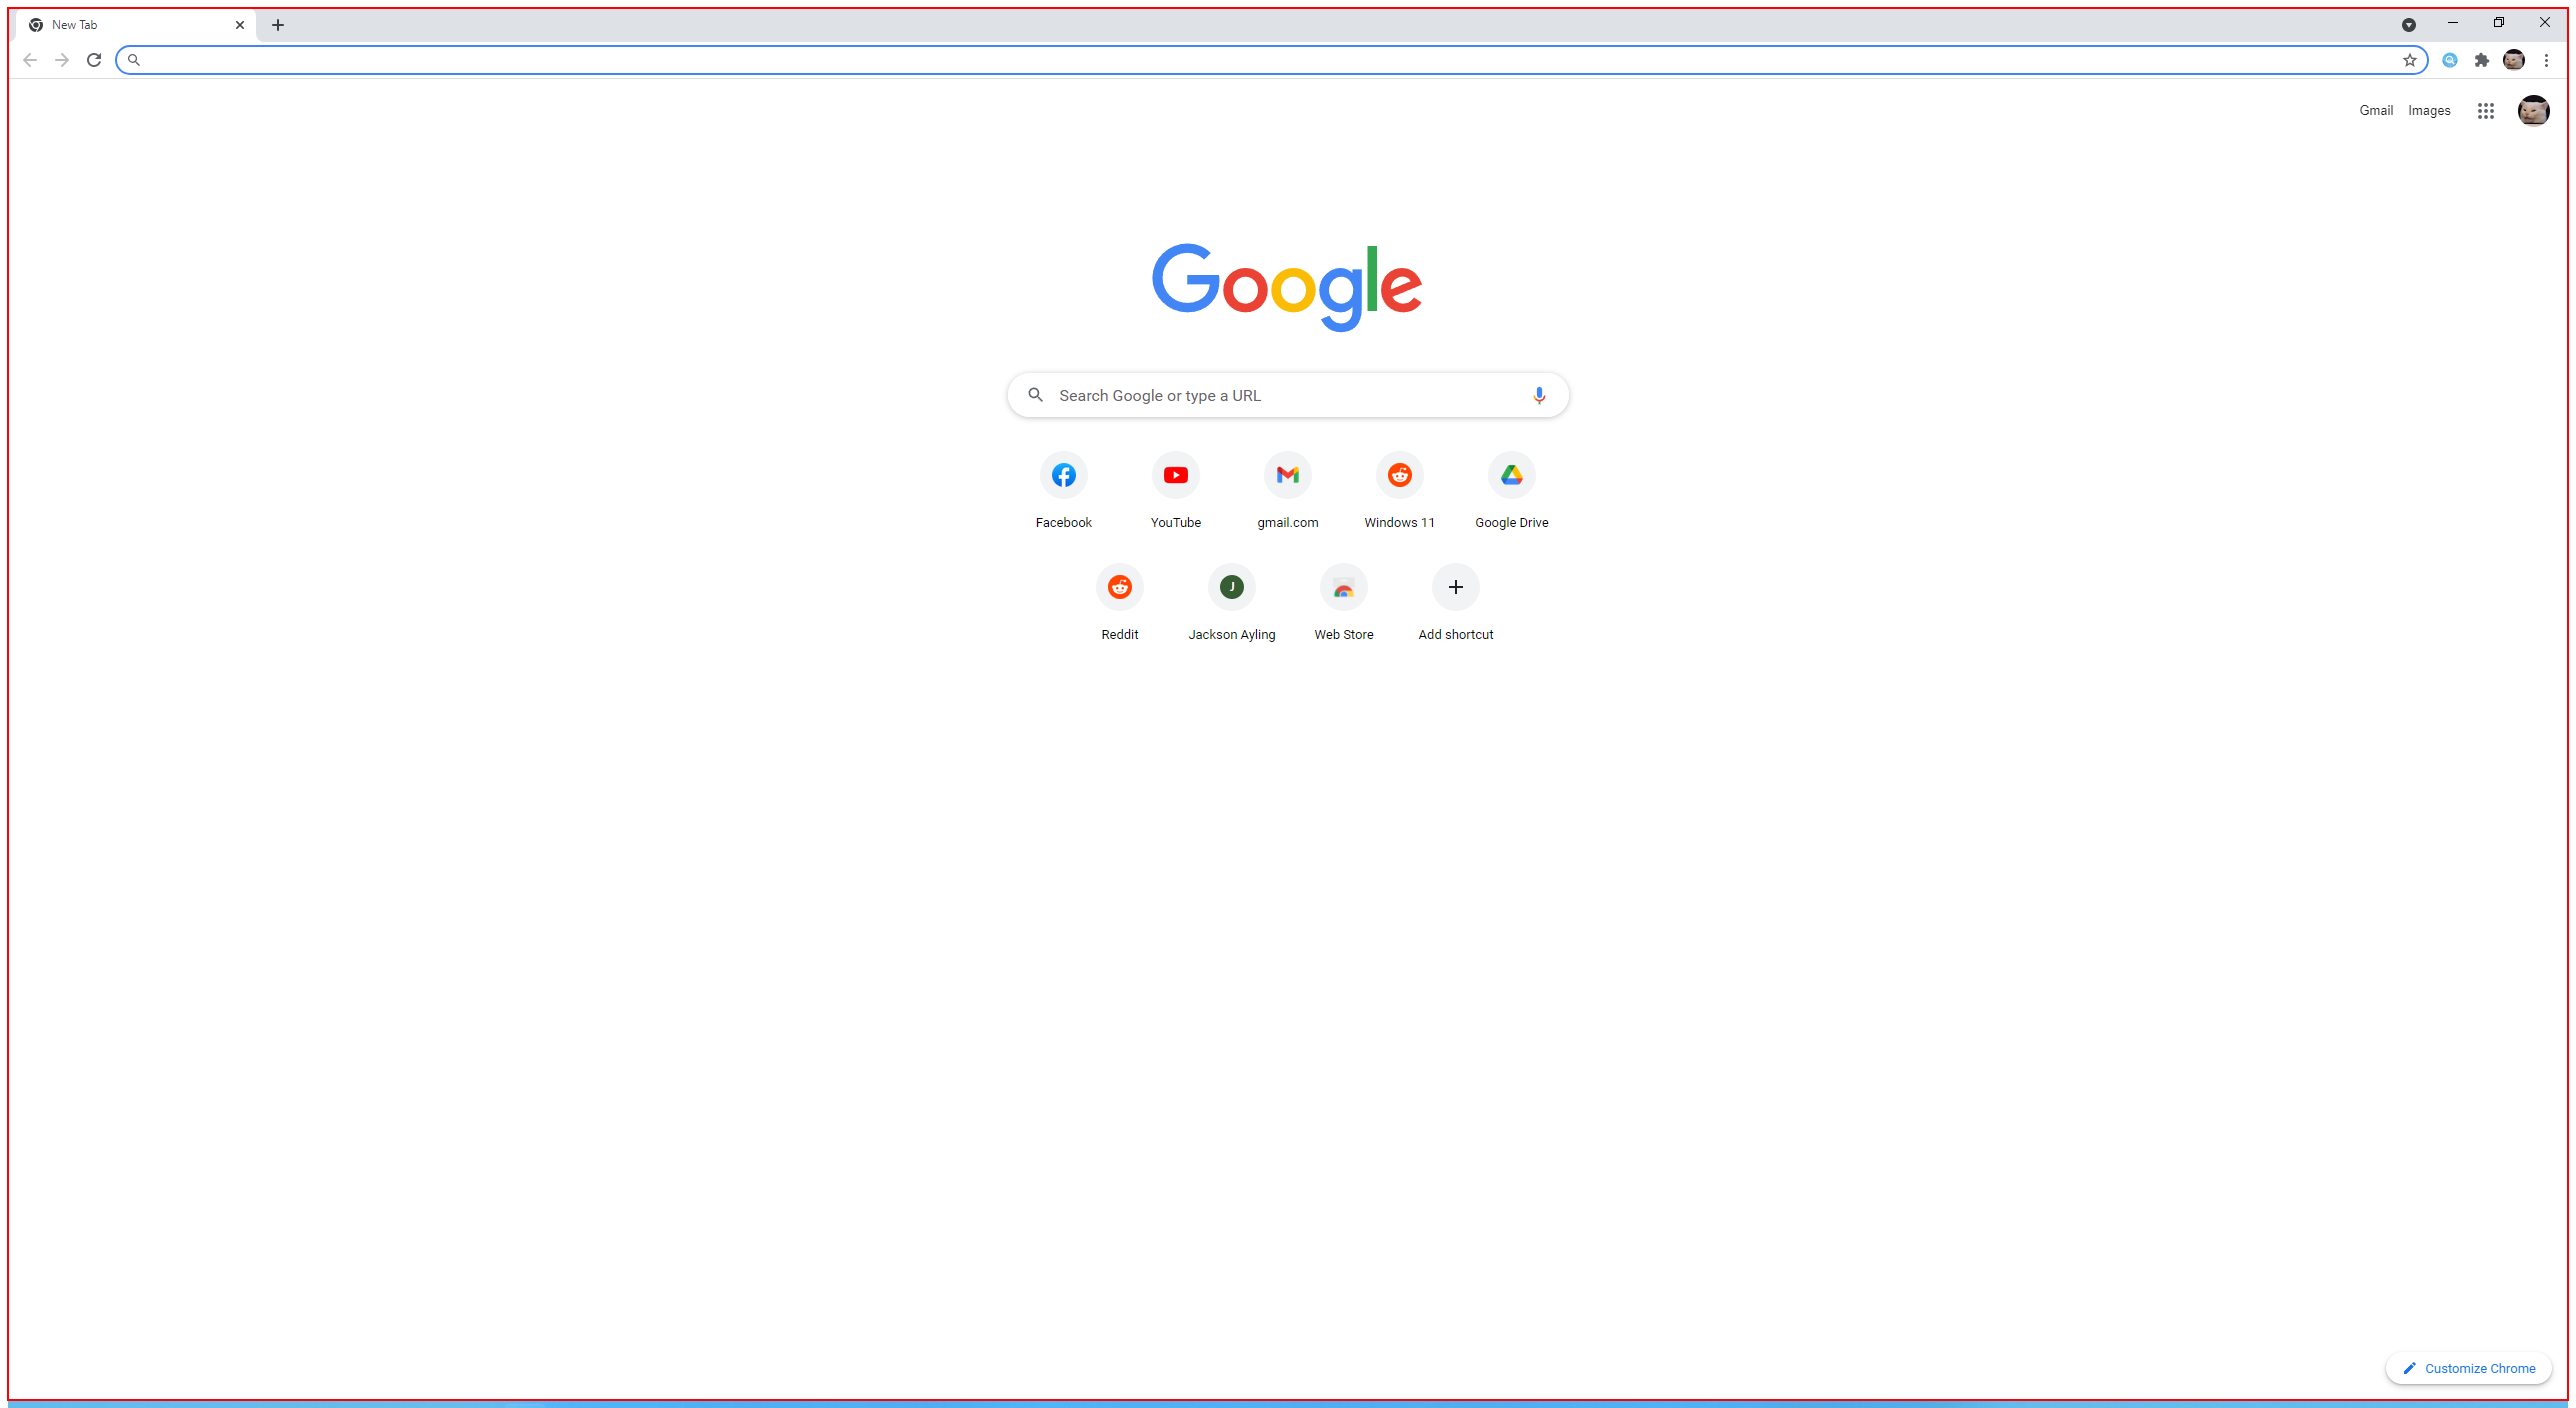 New Tab
Gmail Images
Google
Search Google or type a URL
Facebook YouTube gmail.com Windows 11 Google Drive
J
Reddit Jackson Ayling Web Store Add shortcut
Customize Chrome